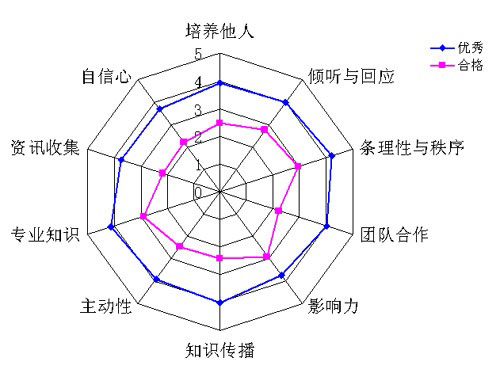 培养他人
优秀
合格
5
4
3
2
1
0
自信心
倾听与回应
资讯收集
条理性与秩序
专业知识
团队合作
主动性
影响力
知识传播